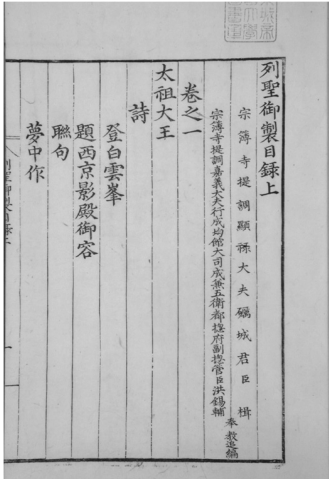 列聖御製目録上
宗簿寺提調顯祿大夫礪城君臣楫
宗簿寺提調嘉義大夫行成均館大司成兼五衛都摠府副摠管臣洪錫輔
奉教進編
卷之一
太祖大王
詩
登白雲峯
題西京影殿御容
聯句
夢中作